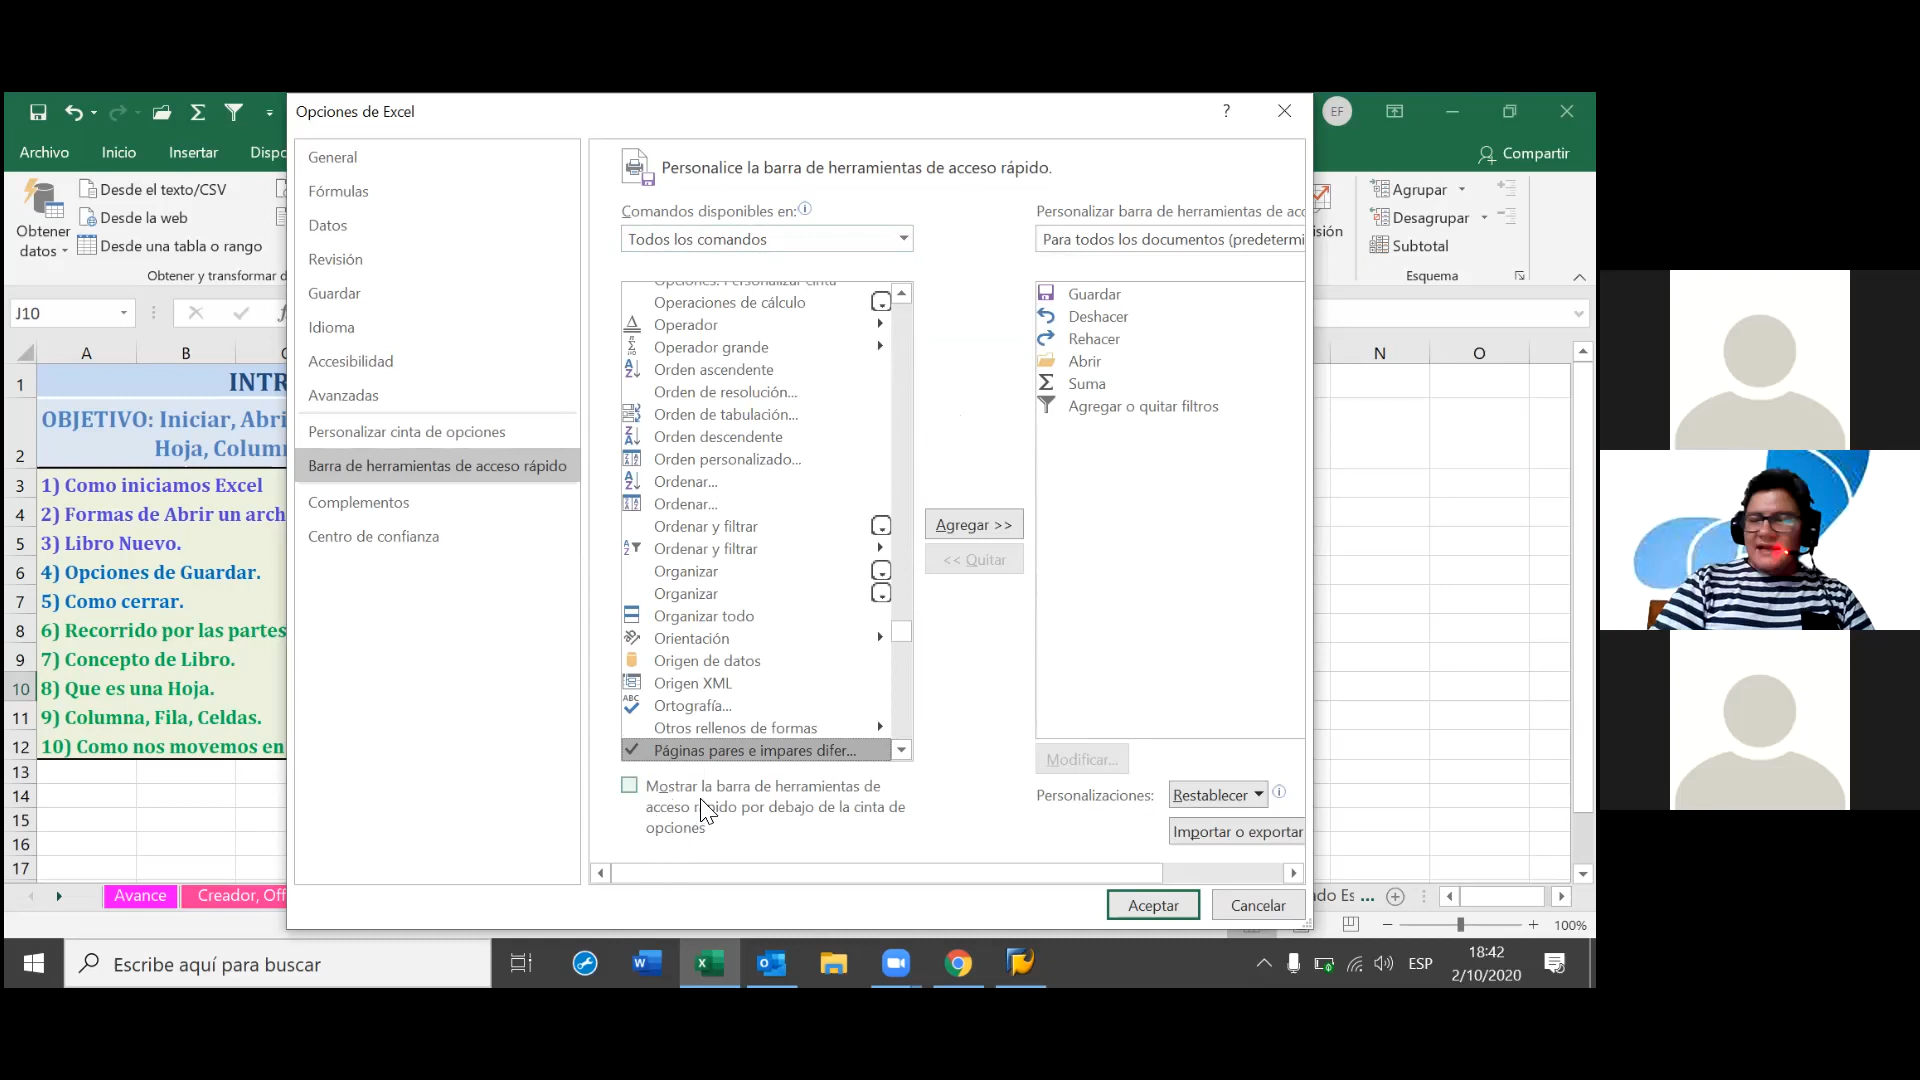 Opciones de Excel
?
EF
Archivo
Inicio
Insertar
Dispo
Compartir
Obtener
datos
Desde el texto/CSV
Desde la web
Desde una tabla o rango
Obtener y transformar d
isión
Agrupar
Desagrupar
Subtotal
Esquema
J10
A
B
N
O
1
INTR
2
OBJETIVO: Iniciar, Abri
Hoja, Column
3
1) Como iniciamos Excel
4
2) Formas de Abrir un arch
5
3) Libro Nuevo.
6
4) Opciones de Guardar.
7
5) Como cerrar.
8
6) Recorrido por las partes
9
7) Concepto de Libro.
10
8) Que es una Hoja.
11
9) Columna, Fila, Celdas.
12
10) Como nos movemos en
13
14
15
16
17
Avance
Creador, Off
do Es ...
100%
General
Fórmulas
Datos
Revisión
Guardar
Idioma
Accesibilidad
Avanzadas
Personalizar cinta de opciones
Barra de herramientas de acceso rápido
Complementos
Centro de confianza
Personalice la barra de herramientas de acceso rápido.
Comandos disponibles en:
Todos los comandos
Opciones: Personalizar cinta
Operaciones de cálculo
Operador
Operador grande
Orden ascendente
Orden de resolución...
Orden de tabulación...
Orden descendente
Orden personalizado...
Ordenar...
Ordenar...
Ordenar y filtrar
Ordenar y filtrar
Organizar
Organizar
Organizar todo
Orientación
Origen de datos
Origen XML
Ortografía...
Otros rellenos de formas
Páginas pares e impares difer...
Mostrar la barra de herramientas de
acceso rápido por debajo de la cinta de
opciones
Agregar >>
<< Quitar
Personalizar barra de herramientas de acc
Para todos los documentos (predetermi
Guardar
Deshacer
Rehacer
Abrir
Suma
Agregar o quitar filtros
Modificar...
Personalizaciones:
Restablecer
Importar o exportar
Aceptar
Cancelar
Escribe aquí para buscar
ESP
18:42
2/10/2020